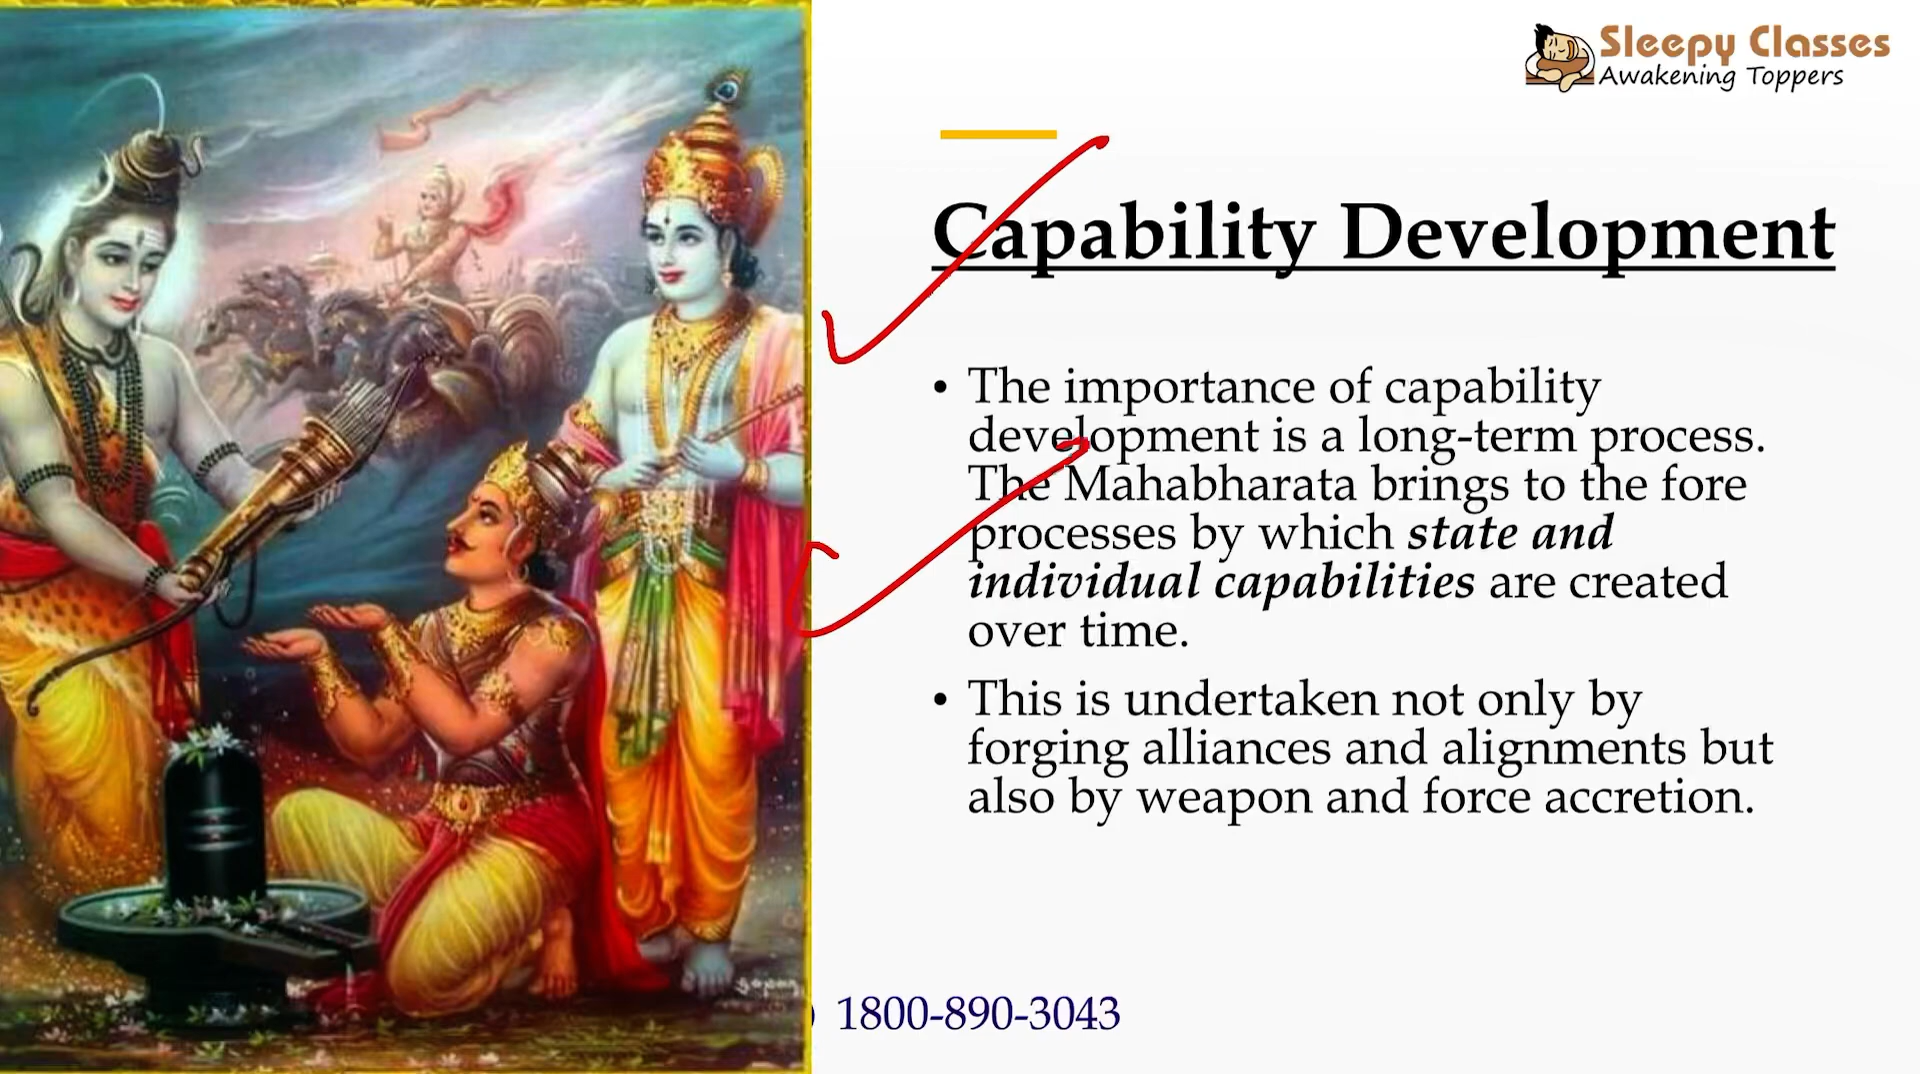 Sleepy Classes
Awakening Toppers
Capability Development
• The importance of capability
development is a long-term process.
The Mahabharata brings to the fore
processes by which state and
individual capabilities are created
over time.
• This is undertaken not only by
forging alliances and alignments but
also by weapon and force accretion.
) 1800-890-3043